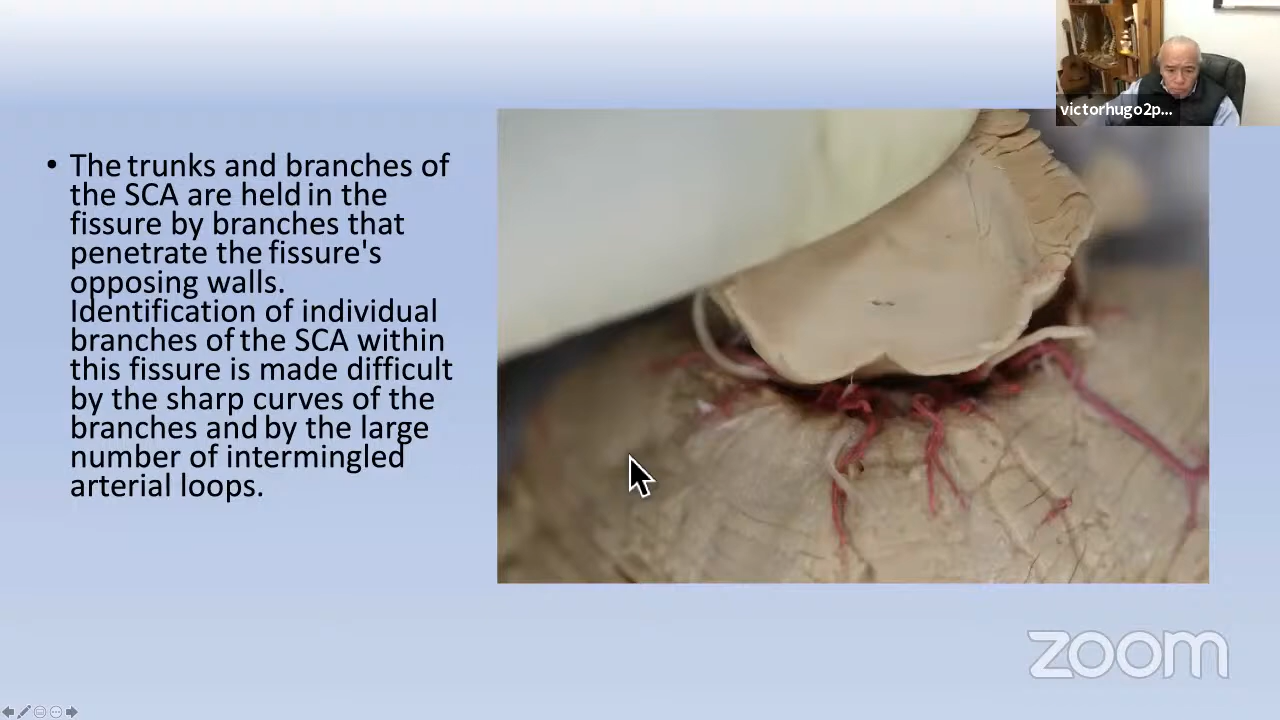 victorhugo2p...
• The trunks and branches of
the SCA are held in the
fissure by branches that
penetrate the fissure's
opposing walls.
Identification of individual
branches of the SCA within
this fissure is made difficult
by the sharp curves of the
branches and by the large
number of intermingled
arterial loops.
zoom